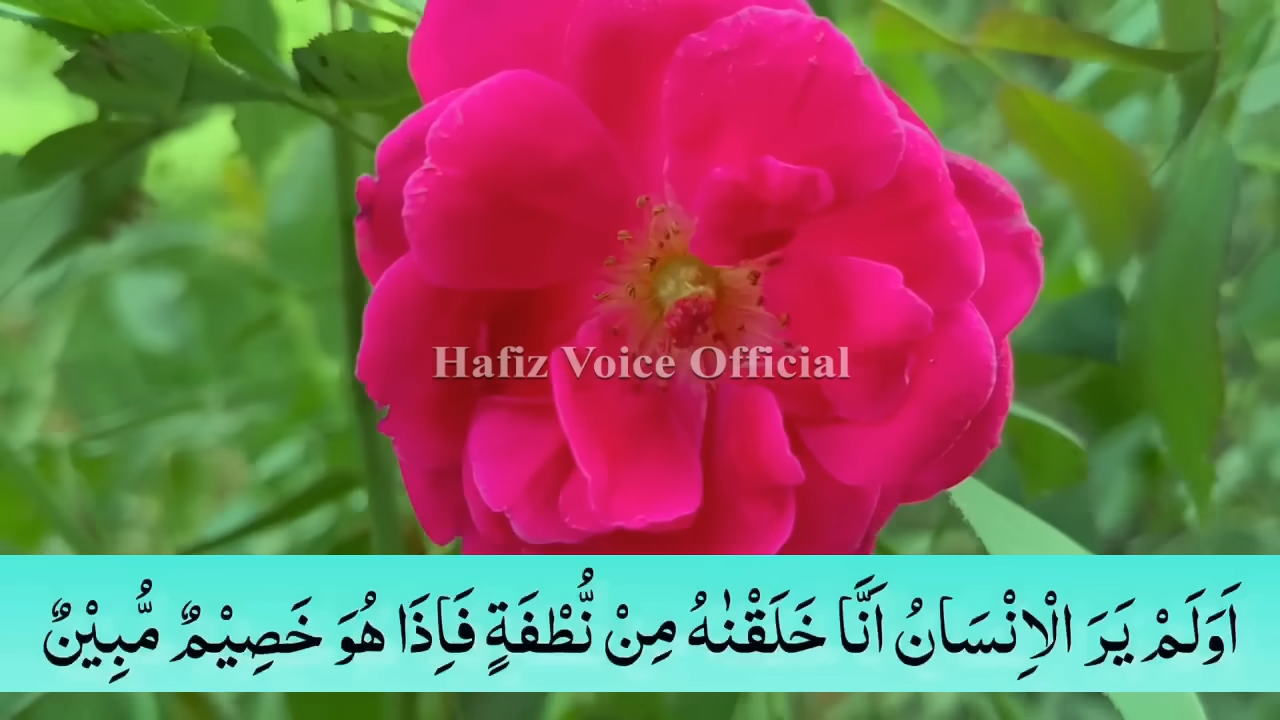 Hafiz Voice Official
اَوَلَمْ يَرَ الْاِنْسَانُ اَنَّا خَلَقْنٰهُ مِنْ نُّطْفَةٍ فَاِذَا هُوَ خَصِيْمٌ مُّبِيْنٌ